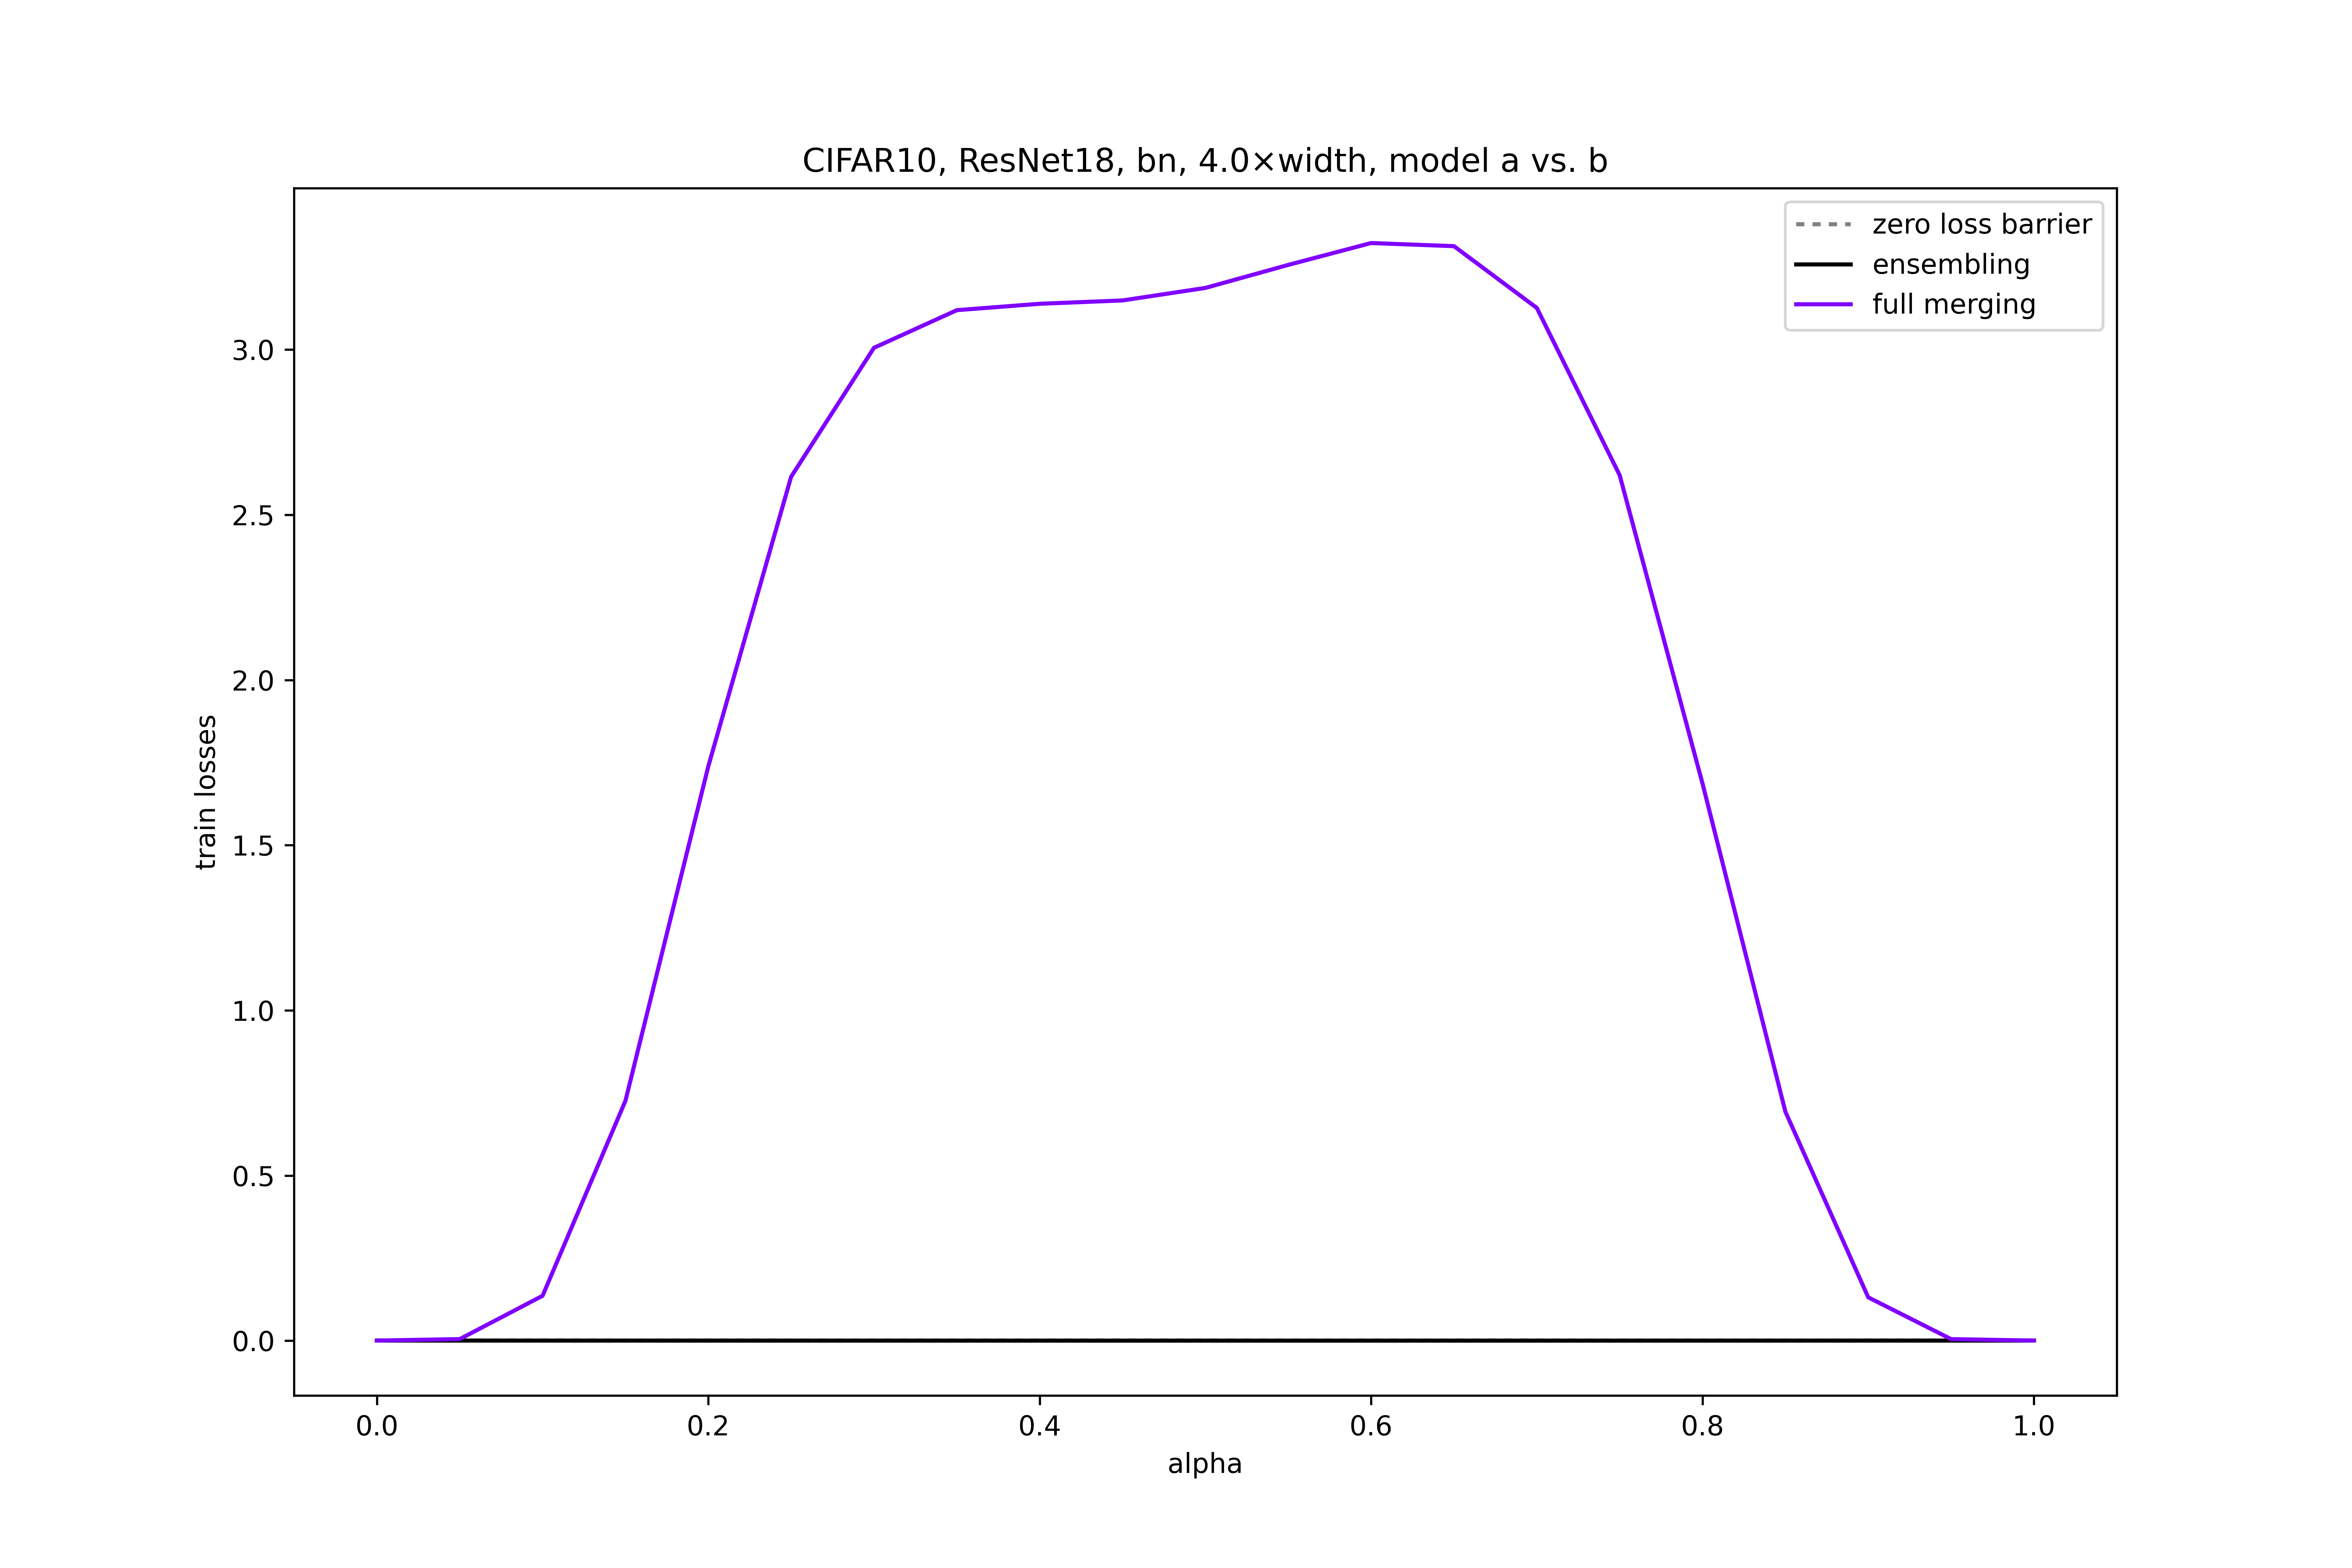 CIFAR10, ResNet18, bn, 4.0×width, model a vs. b
zero loss barrier
ensembling
full merging
train losses
3.0
2.5
2.0
1.5
1.0
0.5
0.0
0.0 0.2 0.4 0.6 0.8 1.0
alpha